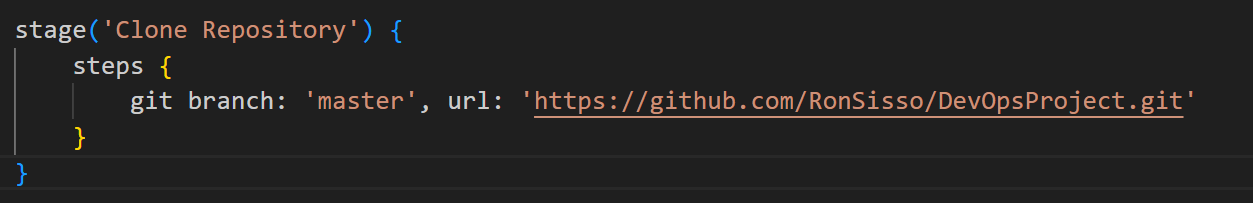 stage('Clone Repository') {
steps {
git branch: 'master', url: 'https://github.com/RonSisso/DevOpsProject.git'
}
}